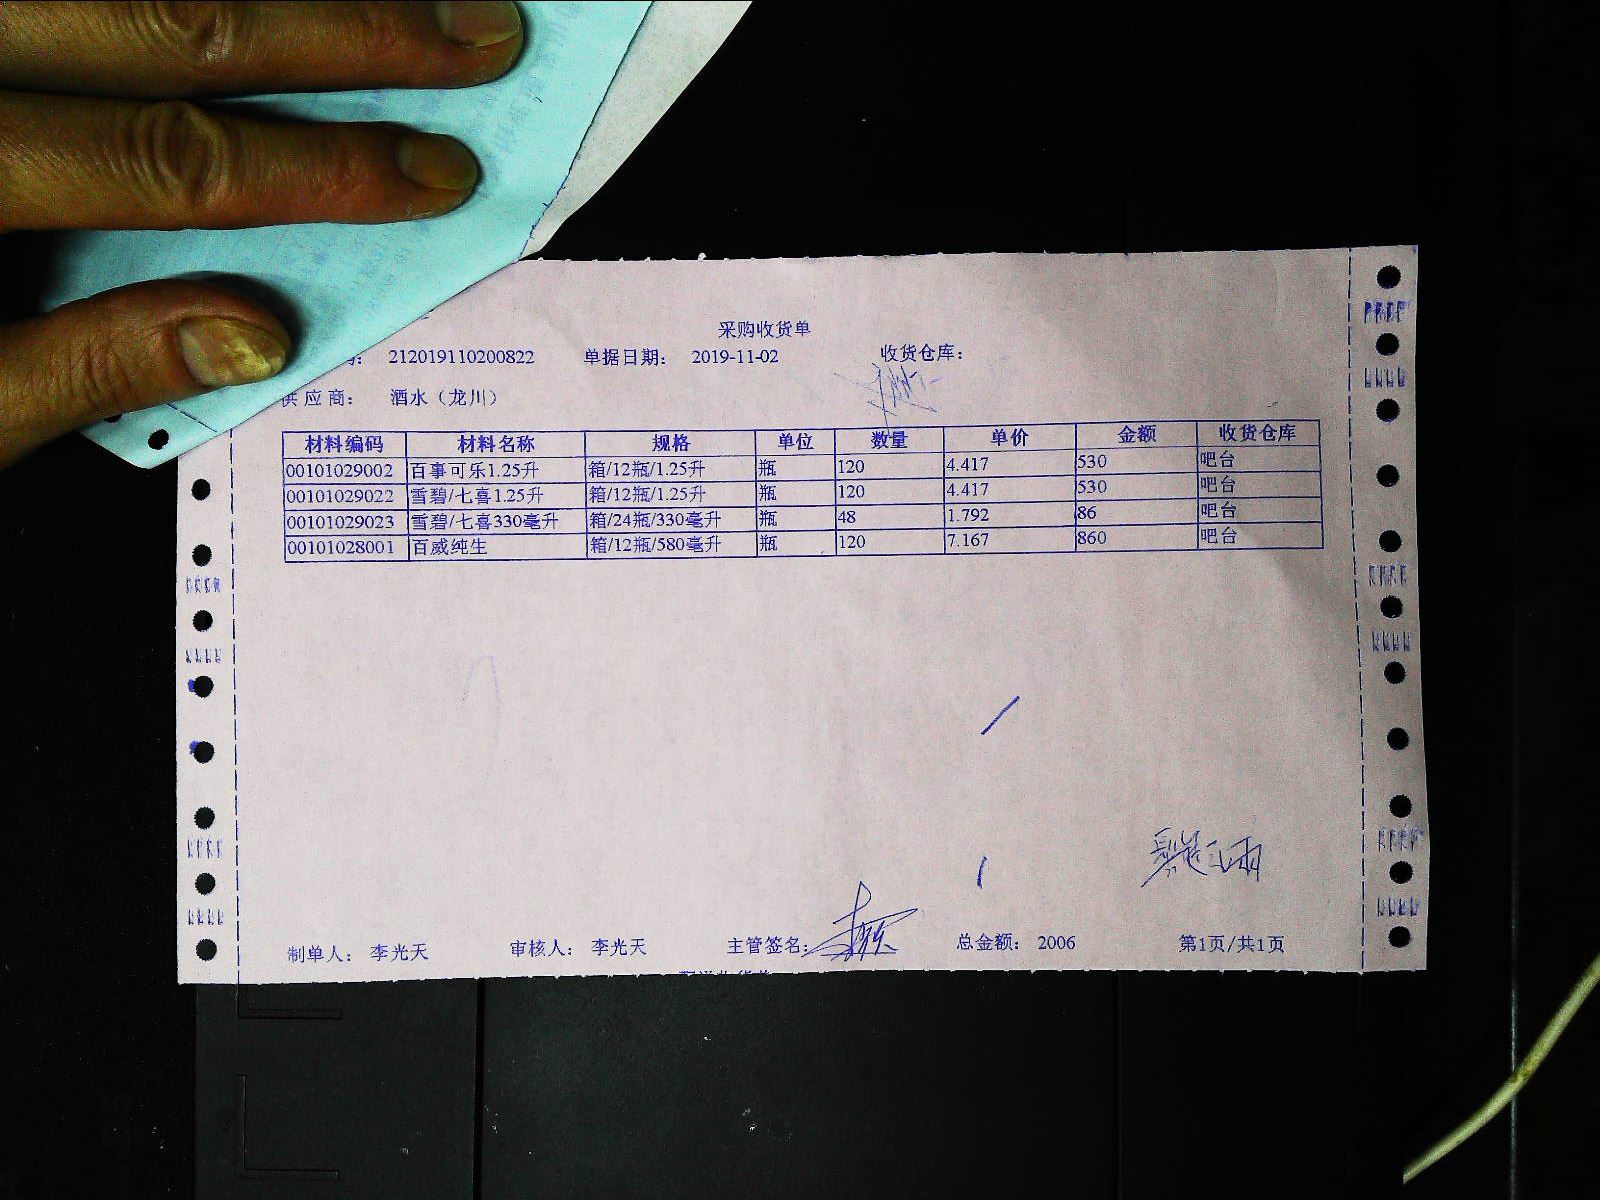 采购收货单
码： 212019110200822 单据日期： 2019-11-02 收货仓库：
供应商： 酒水（龙川）
材料编码 材料名称 规格 单位 数量 单价 金额 收货仓库
00101029002 百事可乐1.25升 箱/12瓶/1.25升 瓶 120 4.417 530 吧台
00101029022 雪碧/七喜1.25升 箱/12瓶/1.25升 瓶 120 4.417 530 吧台
00101029023 雪碧/七喜330毫升 箱/24瓶/330毫升 瓶 48 1.792 86 吧台
00101028001 百威纯生 箱/12瓶/580毫升 瓶 120 7.167 860 吧台
制单人： 李光天 审核人： 李光天 主管签名： 总金额： 2006 第1页/共1页